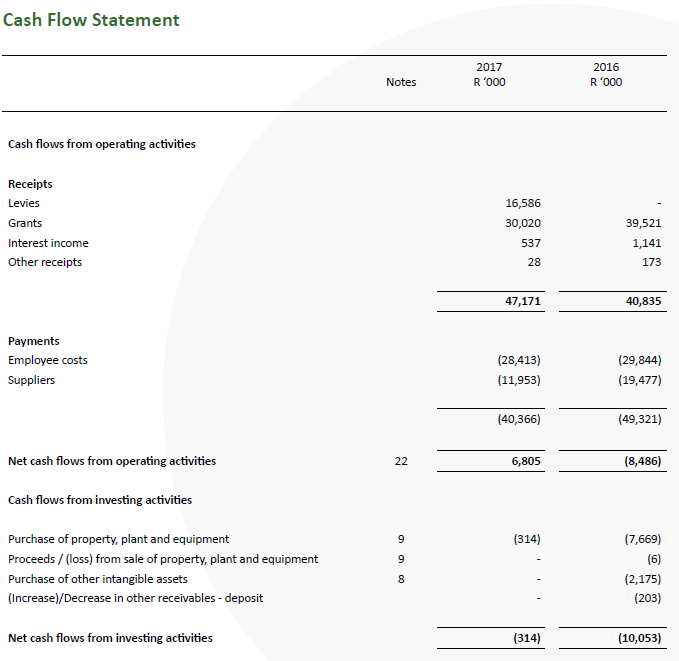 Cash Flow Statement
2017 2016
Notes R ‘000 R ‘000
Cash flows from operating activities
Receipts
Levies 16,586 -
Grants 30,020 39,521
Interest income 537 1,141
Other receipts 28 173
47,171 40,835
Payments
Employee costs (28,413) (29,844)
Suppliers (11,953) (19,477)
(40,366) (49,321)
Net cash flows from operating activities 22 6,805 (8,486)
Cash flows from investing activities
Purchase of property, plant and equipment 9 (314) (7,669)
Proceeds / (loss) from sale of property, plant and equipment 9 - (6)
Purchase of other intangible assets 8 - (2,175)
(Increase)/Decrease in other receivables - deposit - (203)
Net cash flows from investing activities (314) (10,053)